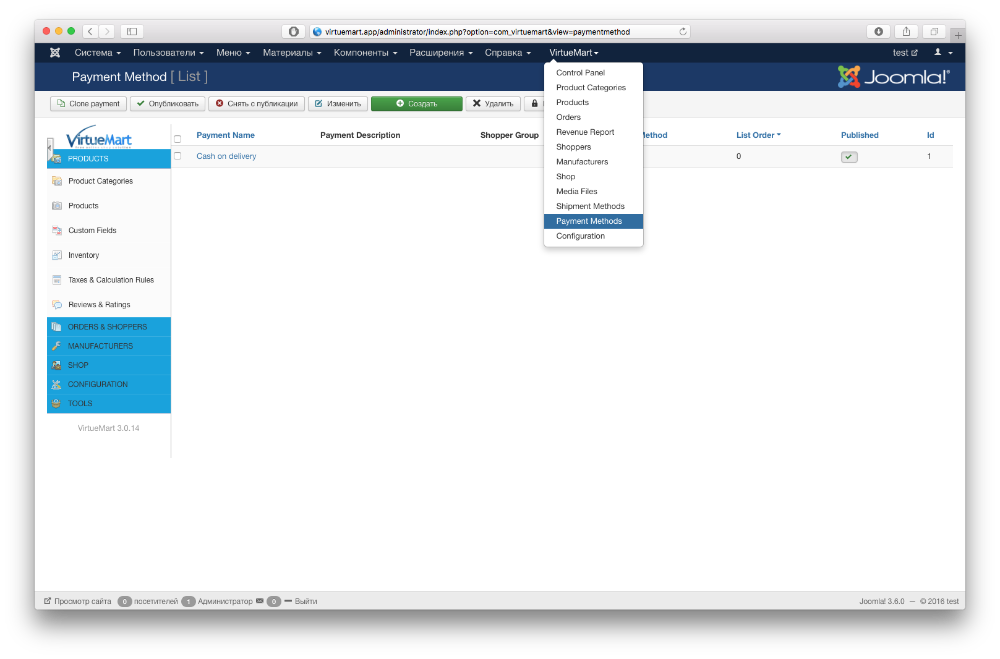 virtuemart.app/administrator/index.php?option=com_virtuemart&view=paymentmethod
Система Пользователи Меню Материалы Компоненты Расширения Справка VirtueMart test
Payment Method [ List ] Joomla!®
Clone payment Опубликовать Снять с публикации Изменить Создать Удалить
Control Panel
Product Categories
Products
Orders
Revenue Report
Shoppers
Manufacturers
Shop
Media Files
Shipment Methods
Payment Methods
Configuration
VirtueMart
Payment Name Payment Description Shopper Group List Order Published Id
Cash on delivery 0 1
PRODUCTS
Product Categories
Products
Custom Fields
Inventory
Taxes & Calculation Rules
Reviews & Ratings
ORDERS & SHOPPERS
MANUFACTURERS
SHOP
CONFIGURATION
TOOLS
VirtueMart 3.0.14
Просмотр сайта 0 посетителей 1 Администратор 0 Выйти Joomla! 3.6.0 — © 2016 test